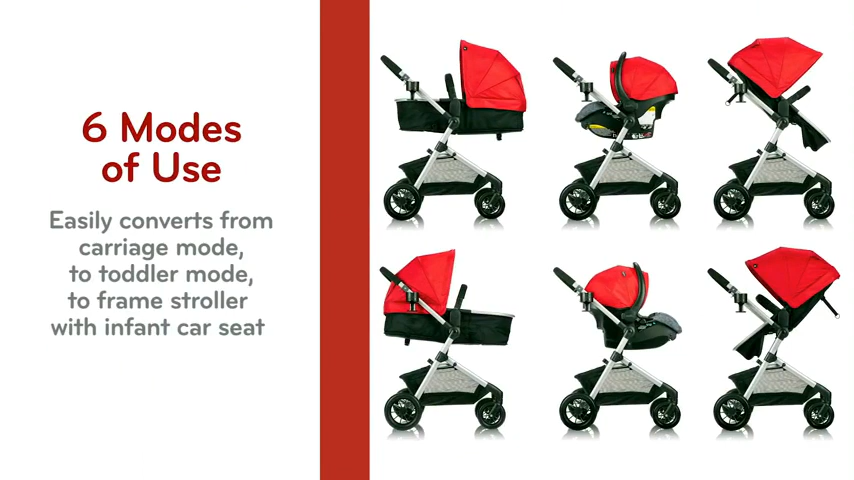 6 Modes
of Use
Easily converts from
carriage mode,
to toddler mode,
to frame stroller
with infant car seat